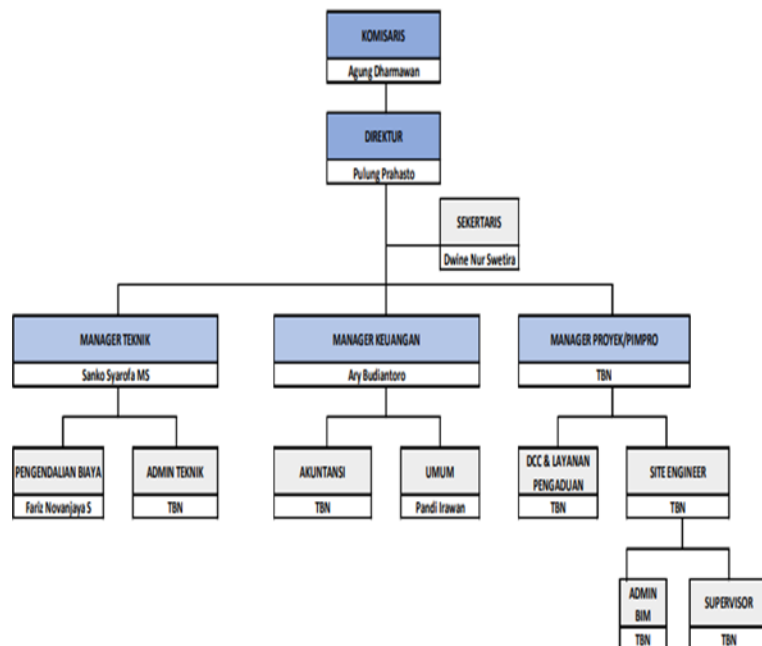 KOMISARIS
Agung Dharmawan
DIREKTUR
Pulung Prahasto
SEKERTARIS
Dwine Nur Swetira
MANAGER TEKNIK
Sanko Syarofa MS
MANAGER KEUANGAN
Ary Budiantoro
MANAGER PROYEK/PIMPRO
TBN
PENGENDALIAN BIAYA
Fariz Novanjaya S
ADMIN TEKNIK
TBN
AKUNTANSI
TBN
UMUM
Pandi Irawan
DCC & LAYANAN
PENGADUAN
TBN
SITE ENGINEER
TBN
ADMIN
BIM
TBN
SUPERVISOR
TBN